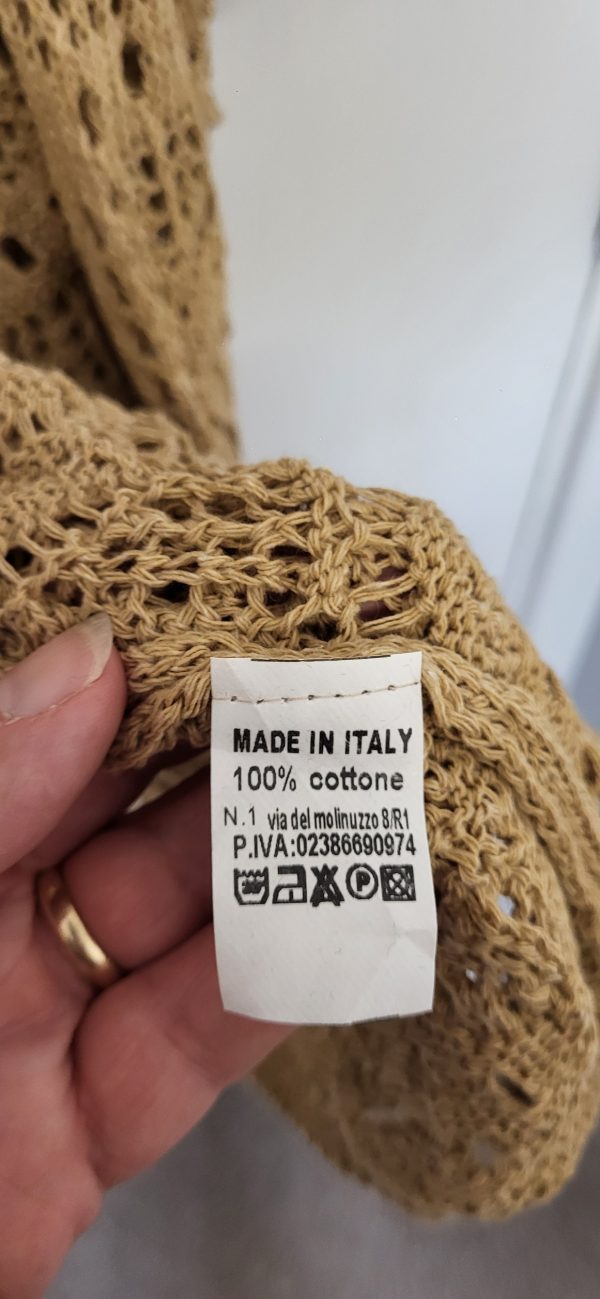 MADE IN ITALY
100% cottone
N.1 via del molinuzzo 8/R1
P.IVA:02386690974
P